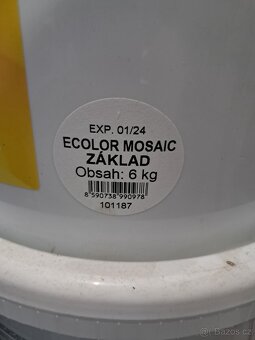 EXP. 01/24
ECOLOR MOSAIC
ZÁKLAD
Obsah: 6 kg
8 590738 990978
101187
Bazos.cz